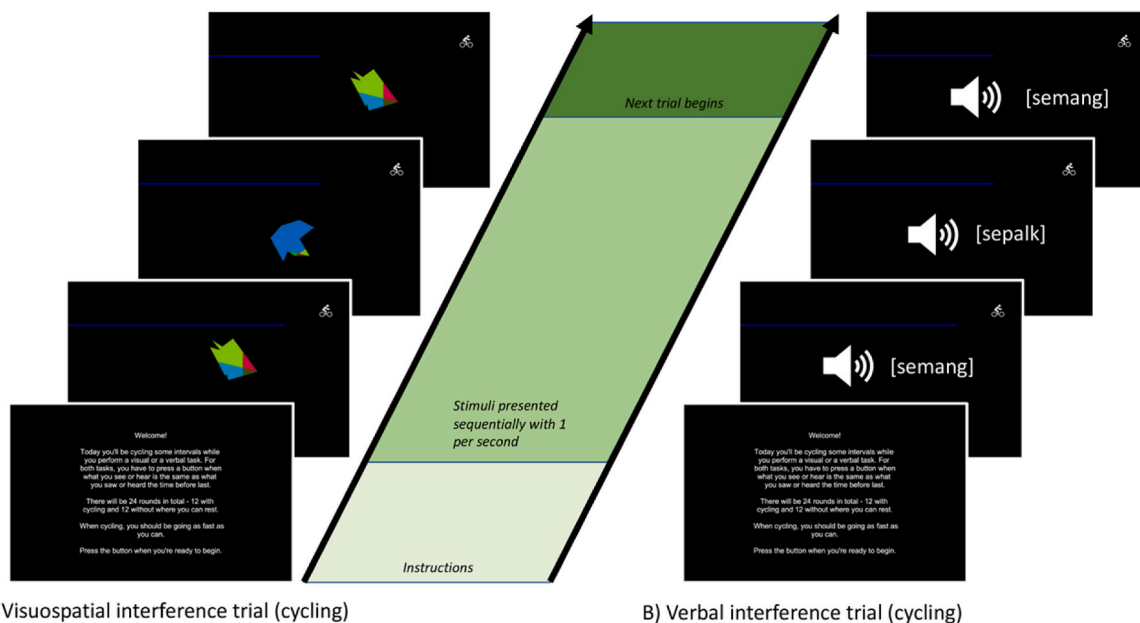 [semang]
Next trial begins
[sepalk]
[semang]
Stimuli presented
sequentially with 1
per second
Welcome!
Today you'll be cycling some intervals while
you perform a visual or a verbal task. For
both tasks, you have to press a button when
what you see or hear is the same as what
you saw or heard the time before last.
There will be 24 rounds in total - 12 with
cycling and 12 without where you can rest.
When cycling, you should be going as fast as
you can.
Press the button when you're ready to begin.
Instructions
Welcome!
Today you'll be cycling some intervals while
you perform a visual or a verbal task. For
both tasks, you have to press a button when
what you see or hear is the same as what
you saw or heard the time before last.
There will be 24 rounds in total - 12 with
cycling and 12 without where you can rest.
When cycling, you should be going as fast as
you can.
Press the button when you're ready to begin.
Visuospatial interference trial (cycling)
B) Verbal interference trial (cycling)